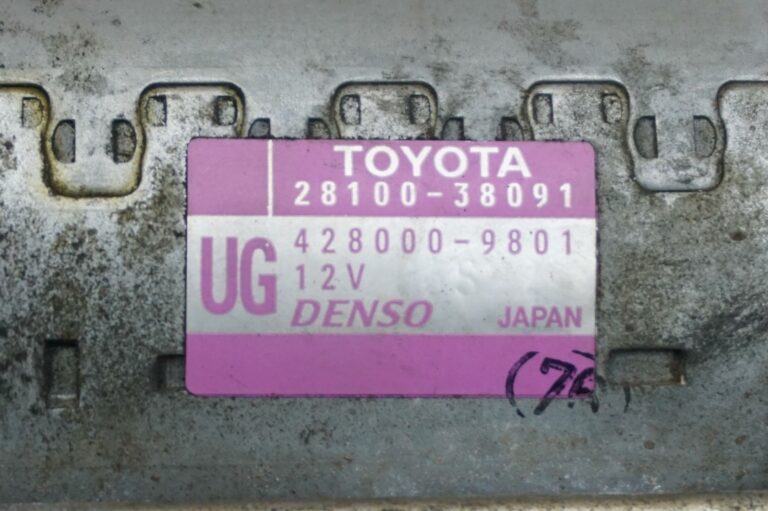 TOYOTA
28100-38091
UG
428000-9801
12V
DENSO JAPAN